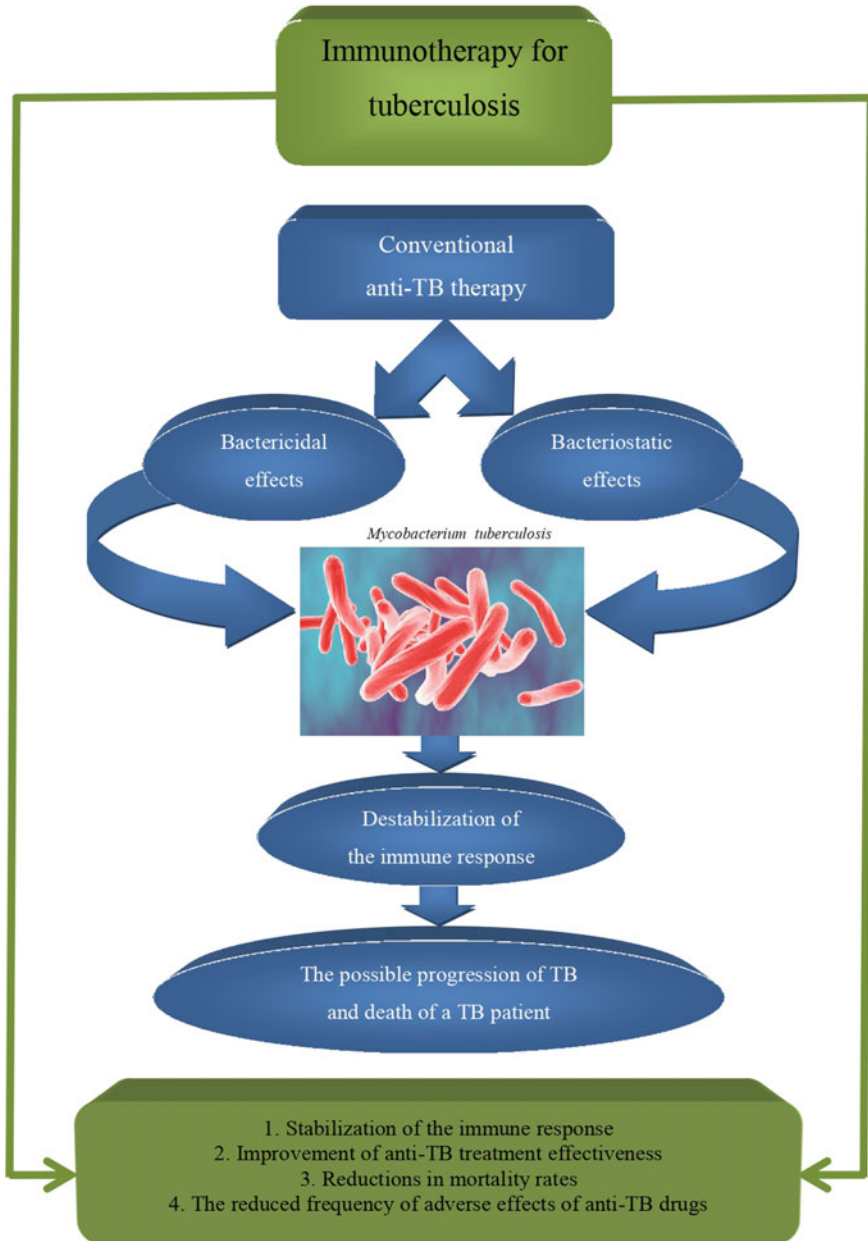 Immunotherapy for
tuberculosis
Conventional
anti-TB therapy
Bactericidal
effects
Bacteriostatic
effects
Mycobacterium tuberculosis
Destabilization of
the immune response
The possible progression of TB
and death of a TB patient
1. Stabilization of the immune response
2. Improvement of anti-TB treatment effectiveness
3. Reductions in mortality rates
4. The reduced frequency of adverse effects of anti-TB drugs